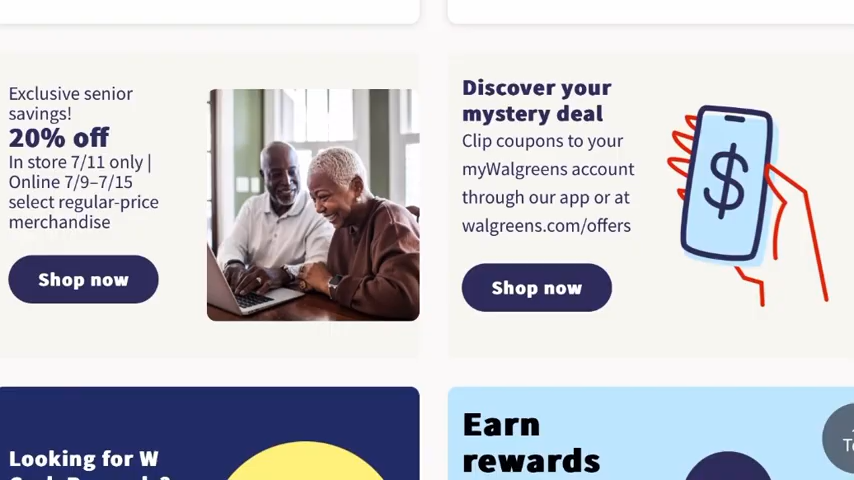 Exclusive senior
savings!
20% off
In store 7/11 only |
Online 7/9–7/15
select regular-price
merchandise
Shop now
Discover your
mystery deal
Clip coupons to your
myWalgreens account
through our app or at
walgreens.com/offers
$
Shop now
Looking for W
Earn
rewards